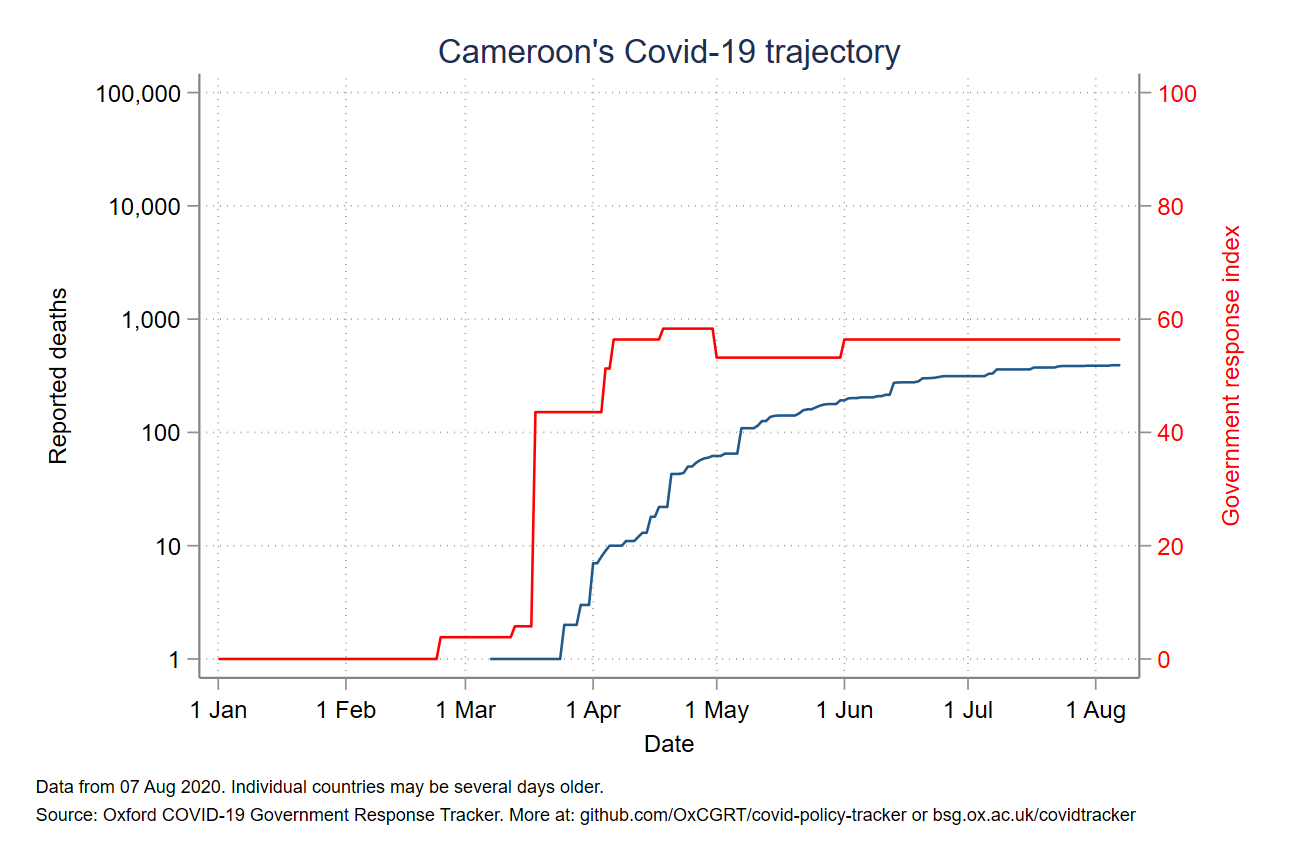 Cameroon's Covid-19 trajectory
100,000
10,000
1,000
100
10
1
Reported deaths
100
80
60
40
20
0
Government response index
1 Jan
1 Feb
1 Mar
1 Apr
1 May
1 Jun
1 Jul
1 Aug
Date
Data from 07 Aug 2020. Individual countries may be several days older.
Source: Oxford COVID-19 Government Response Tracker. More at: github.com/OxCGRT/covid-policy-tracker or bsg.ox.ac.uk/covidtracker